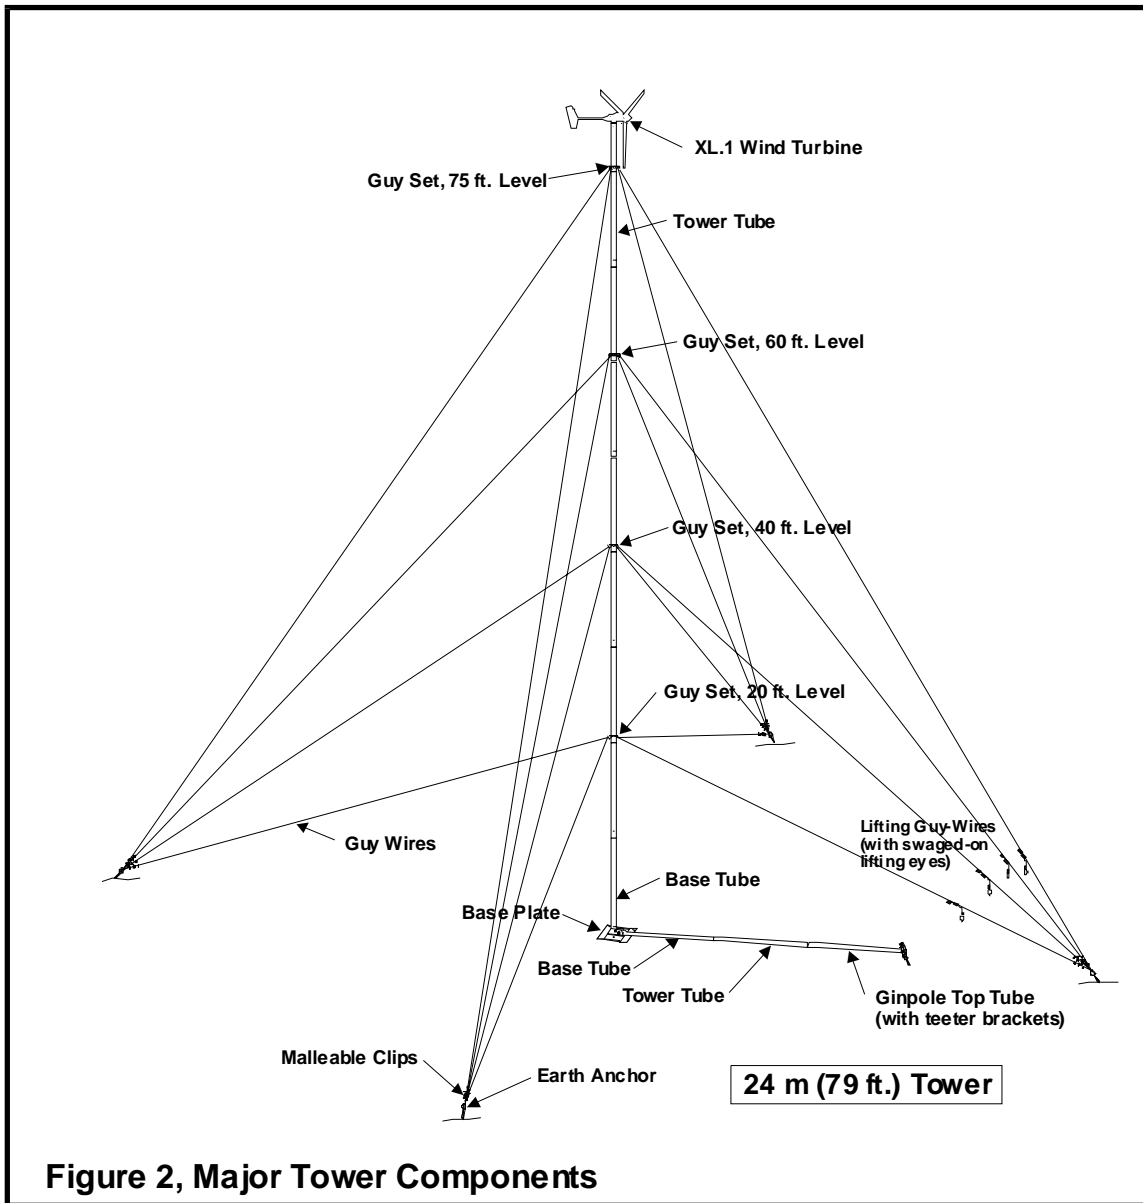 XL.1 Wind Turbine
Guy Set, 75 ft. Level
Tower Tube
Guy Set, 60 ft. Level
Guy Set, 40 ft. Level
Guy Set, 20 ft. Level
Guy Wires
Lifting Guy-Wires
(with swaged-on
lifting eyes)
Base Tube
Base Plate
Base Tube
Tower Tube
Ginpole Top Tube
(with teeter brackets)
Malleable Clips
Earth Anchor
24 m (79 ft.) Tower
Figure 2, Major Tower Components